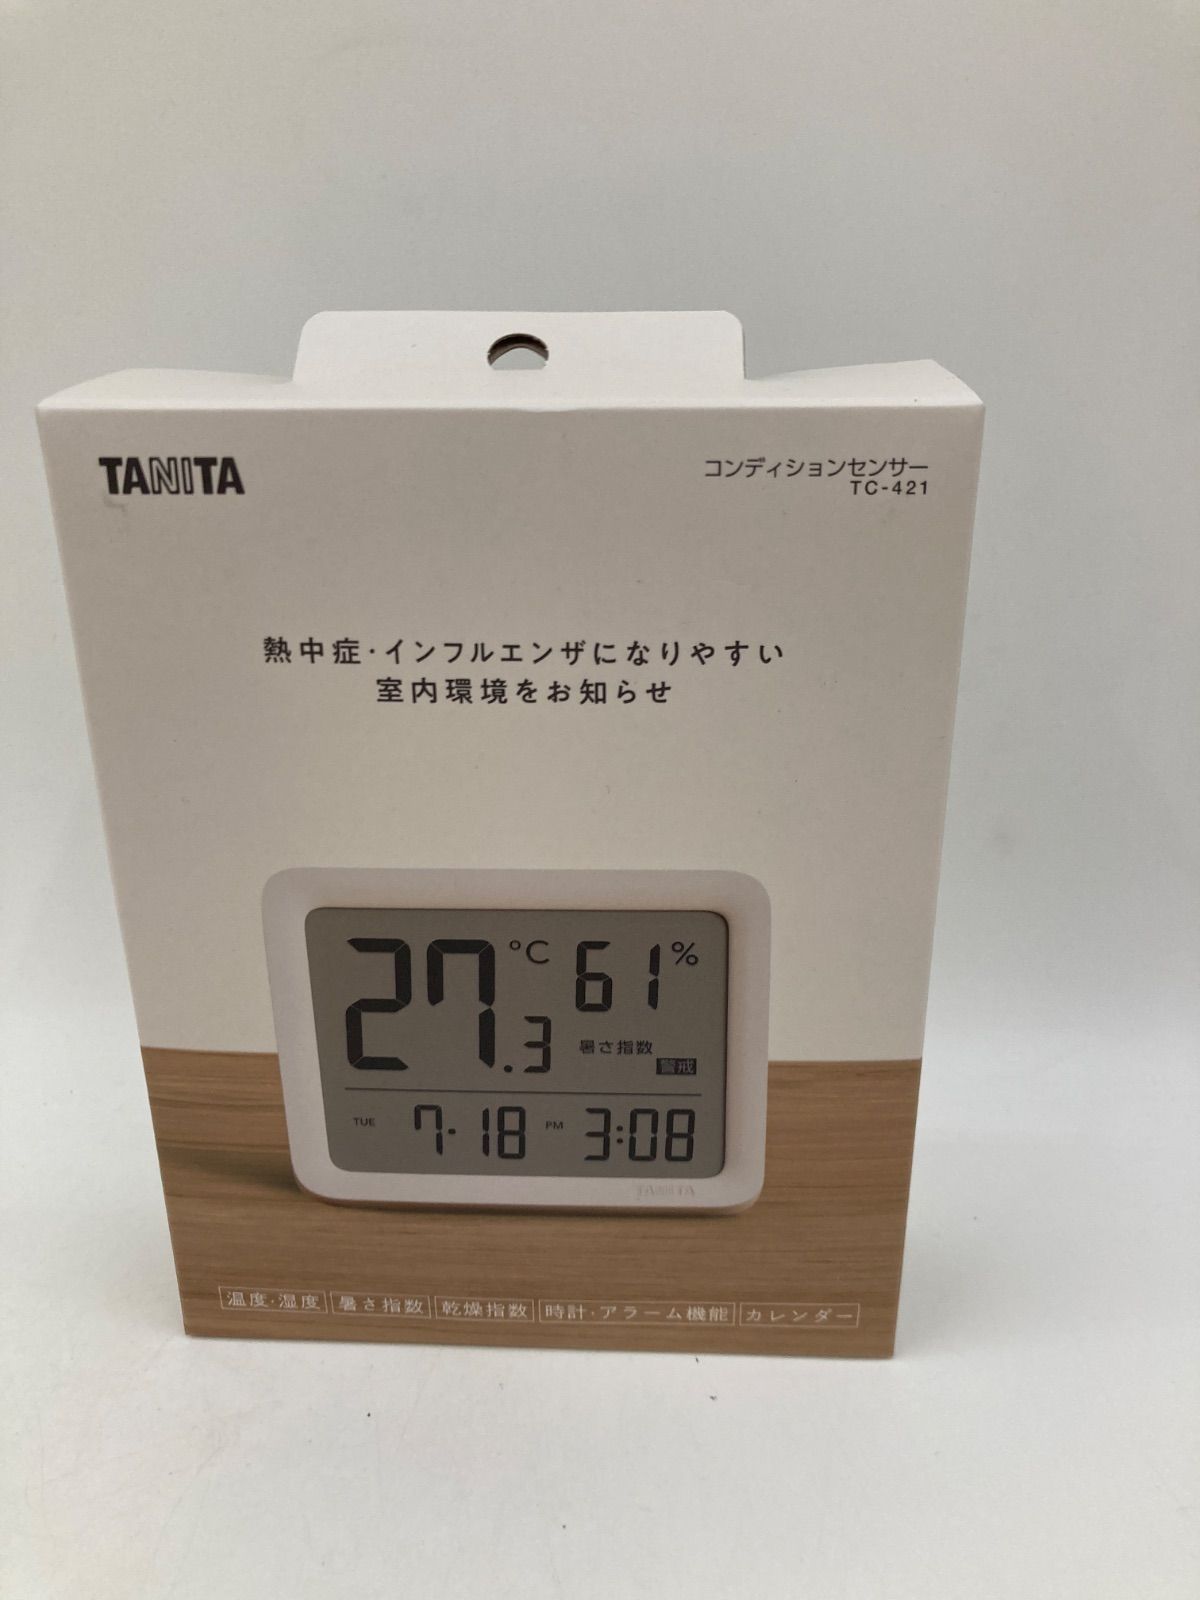 TANITA
コンディションセンサー
TC-421
熱中症・インフルエンザになりやすい
室内環境をお知らせ
27.3 °C 61 %
暑さ指数
警戒
TUE 7-18 PM 3:08
TANITA
温度・湿度 暑さ指数 乾燥指数 時計・アラーム機能 カレンダー